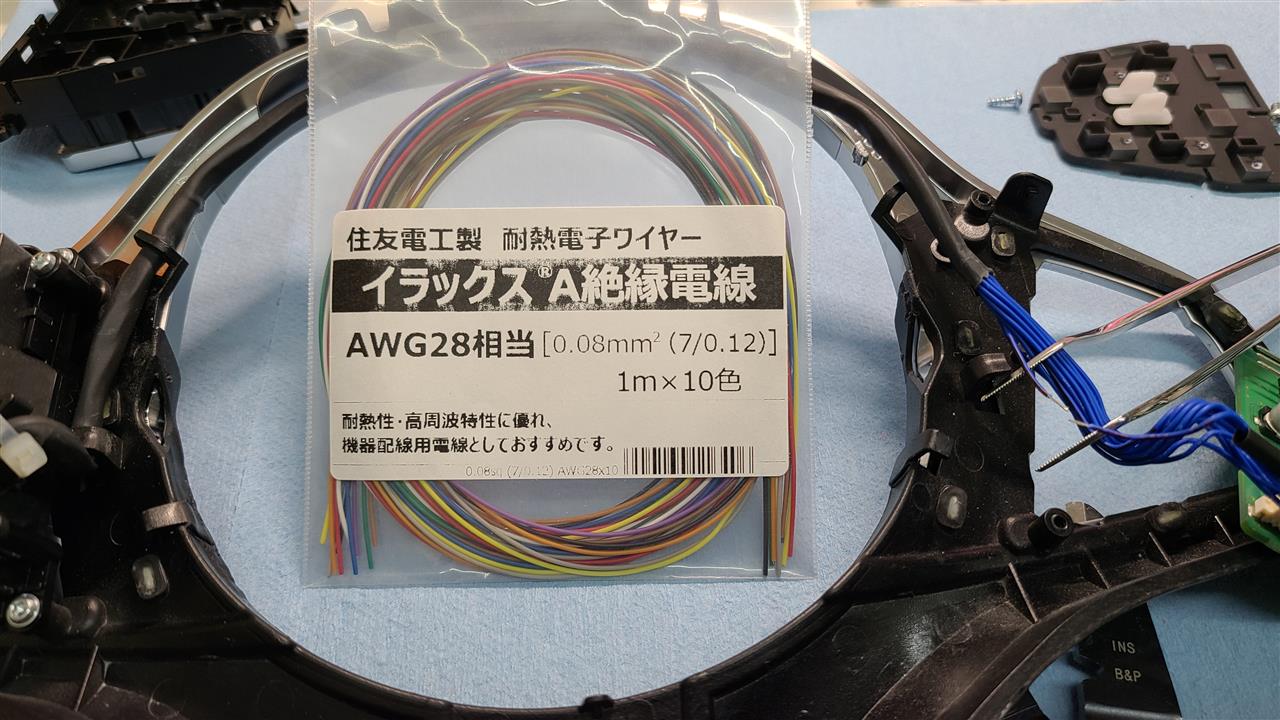 住友電工製 耐熱電子ワイヤー
イラックス®A絶縁電線
AWG28相当[0.08mm²(7/0.12)]
1m×10色
耐熱性・高周波特性に優れ、
機器配線用電線としておすすめです。
0.08sq (7/0.12) AWG28x10
INS
B&P